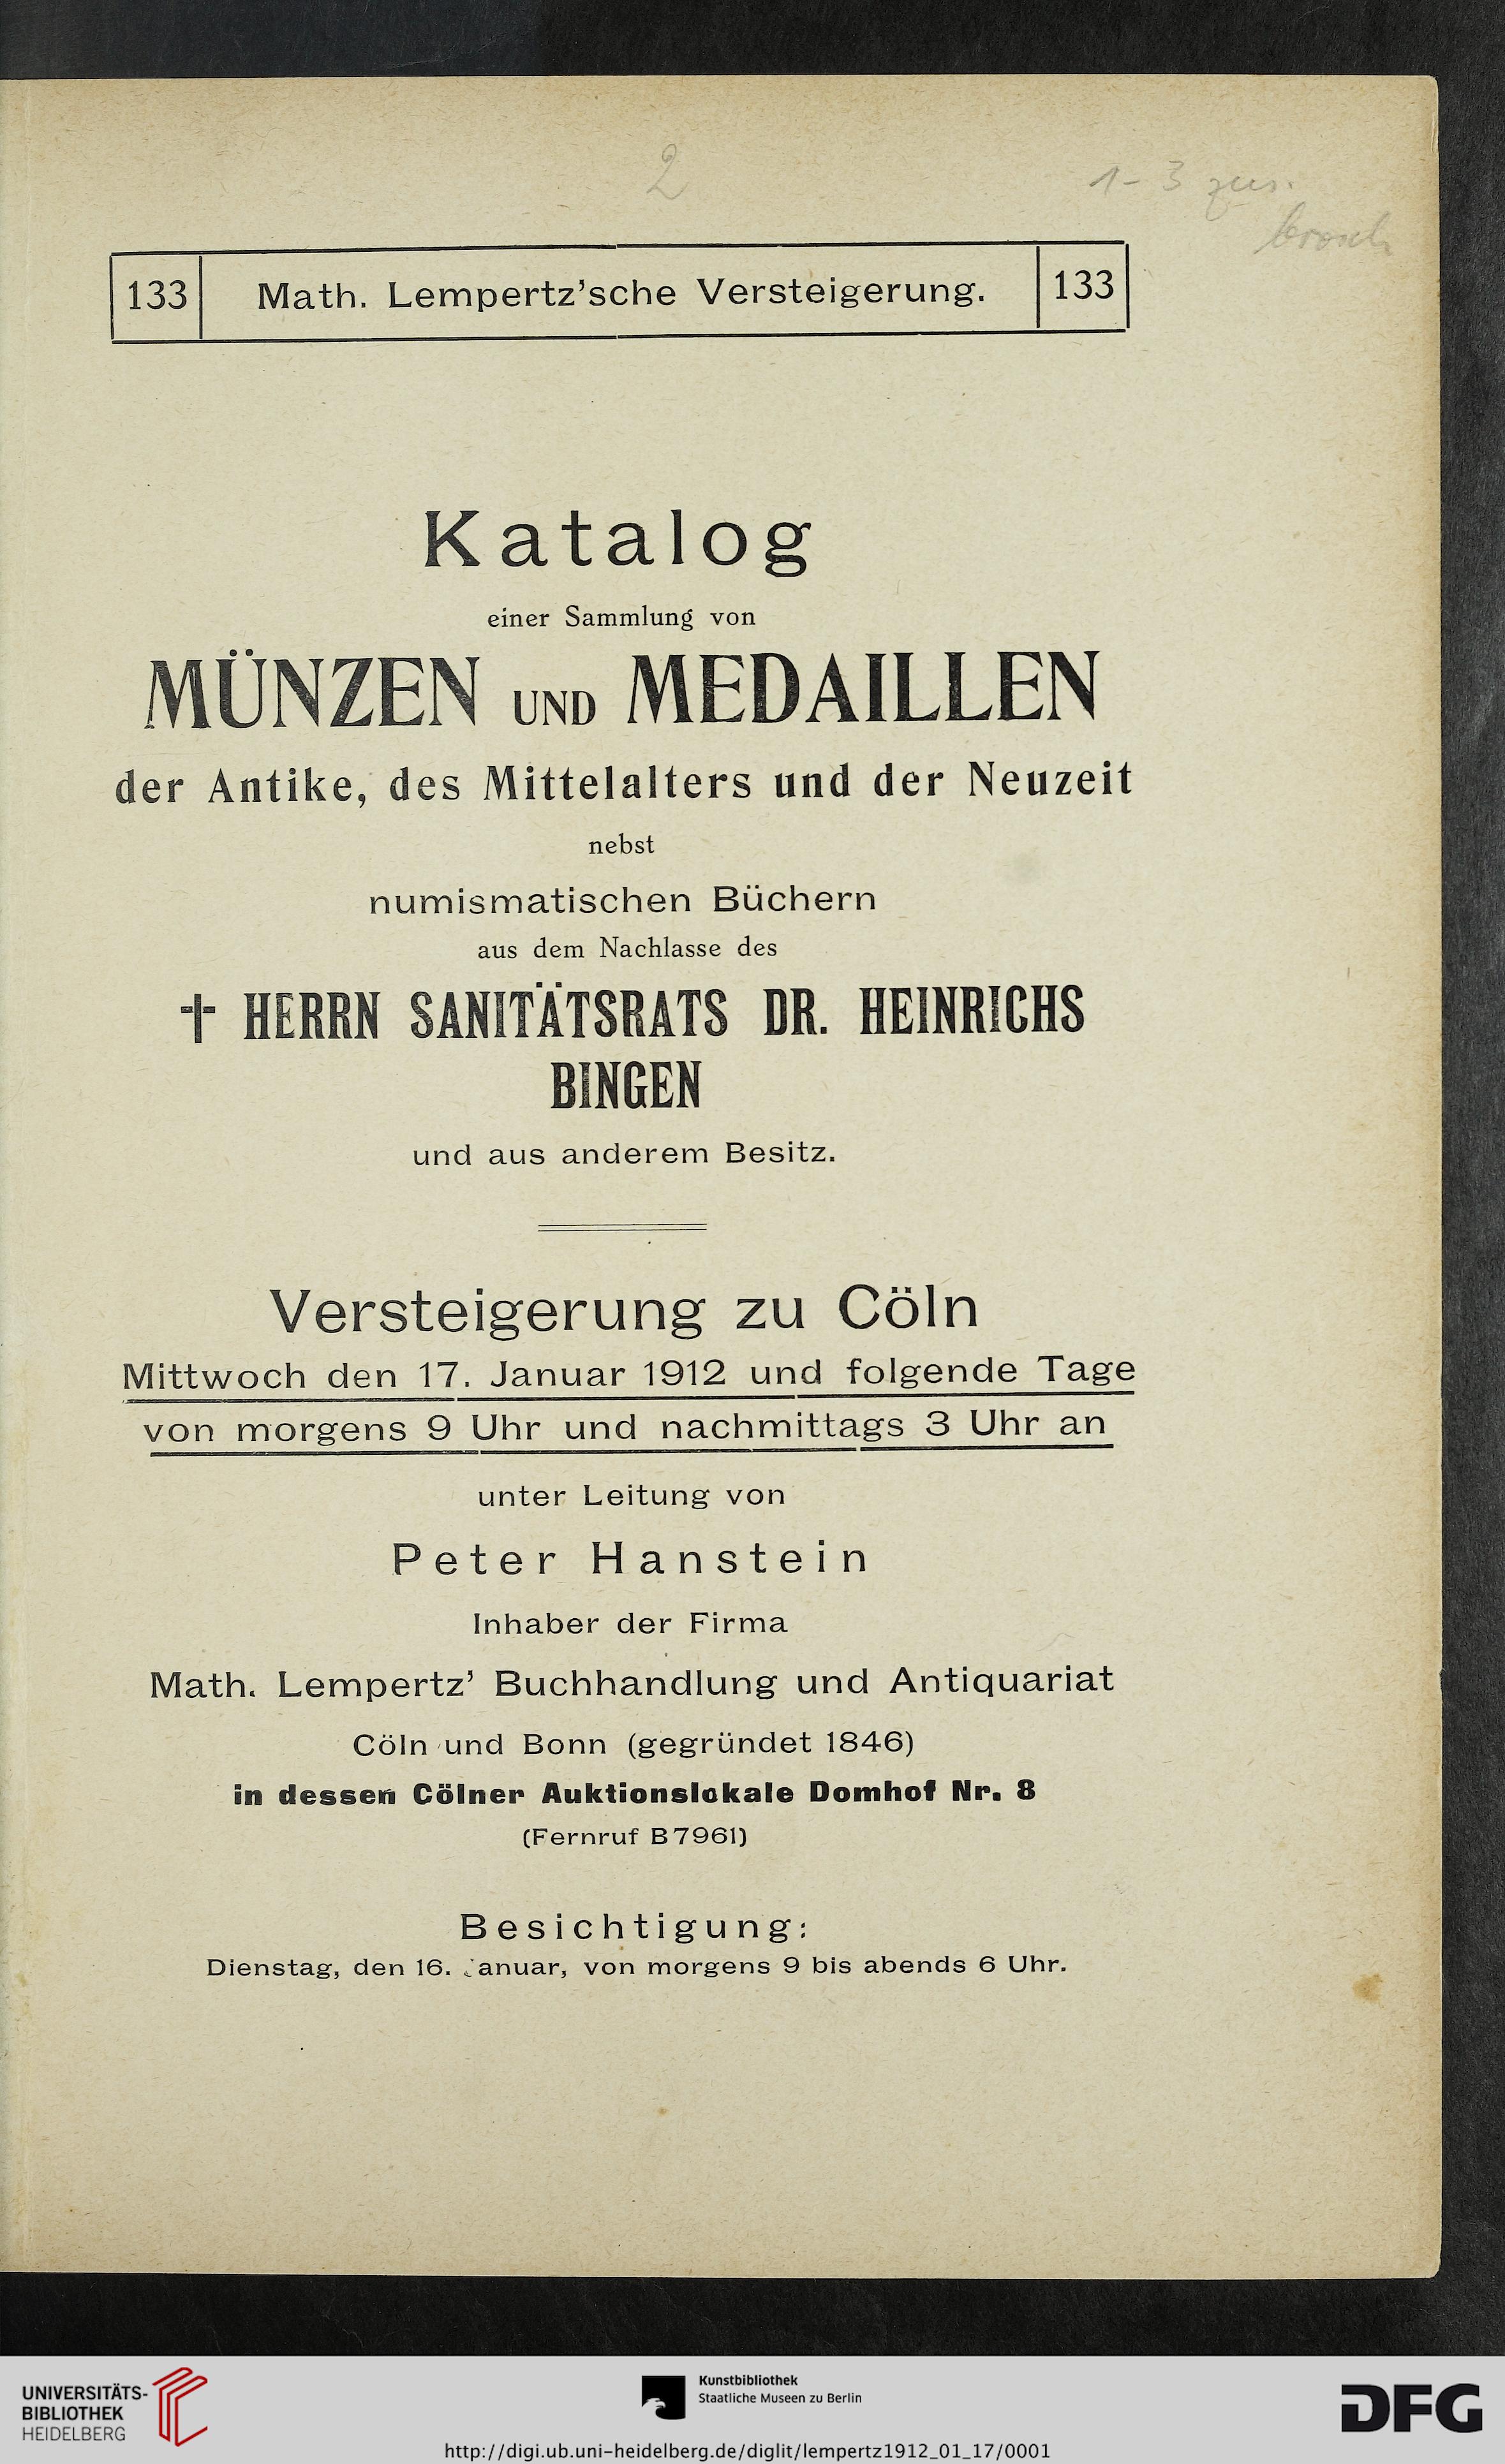 2
1-3 zus.
brosch
133 Math. Lempertz'sche Versteigerung. 133
Katalog
einer Sammlung von
MÜNZEN UND MEDAILLEN
der Antike, des Mittelalters und der Neuzeit
nebst
numismatischen Büchern
aus dem Nachlasse des
† HERRN SANITÄTSRATS DR. HEINRICHS
BINGEN
und aus anderem Besitz.
Versteigerung zu Cöln
Mittwoch den 17. Januar 1912 und folgende Tage
von morgens 9 Uhr und nachmittags 3 Uhr an
unter Leitung von
Peter Hanstein
Inhaber der Firma
Math. Lempertz' Buchhandlung und Antiquariat
Cöln und Bonn (gegründet 1846)
in dessen Cölner Auktionslokale Domhof Nr. 8
(Fernruf B 7961)
Besichtigung:
Dienstag, den 16. Januar, von morgens 9 bis abends 6 Uhr.
UNIVERSITÄTS-
BIBLIOTHEK
HEIDELBERG
Kunstbibliothek
Staatliche Museen zu Berlin
DFG
http://digi.ub.uni-heidelberg.de/diglit/lempertz1912_01_17/0001